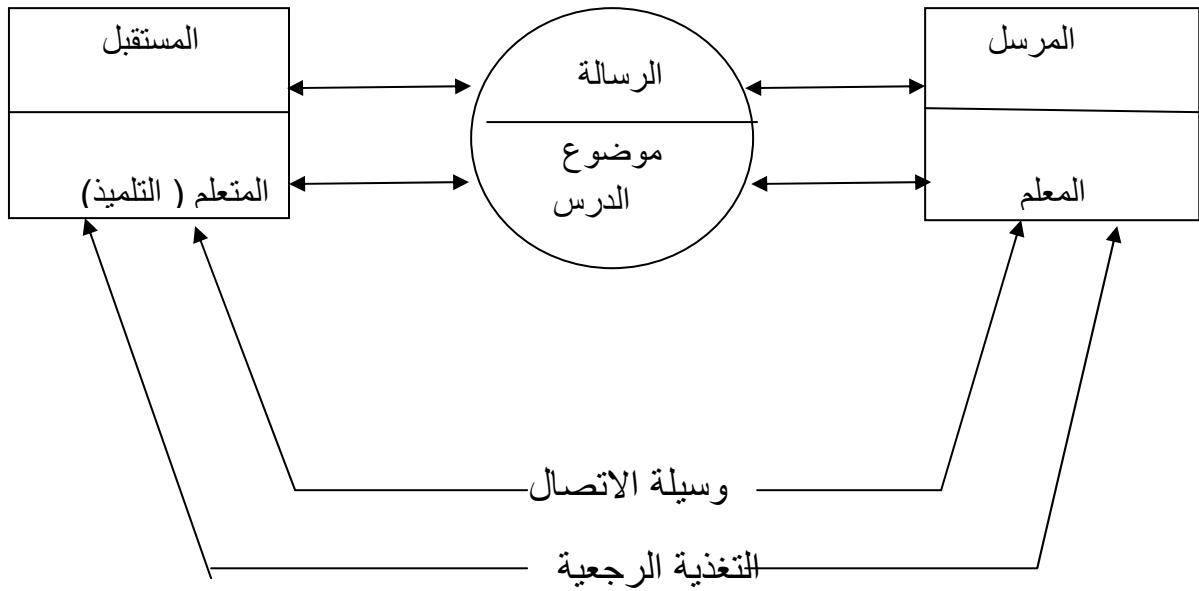 المرسل
الرسالة
المستقبل
المعلم
موضوع
الدرس
المتعلم ( التلميذ)
وسيلة الاتصال
التغذية الرجعية